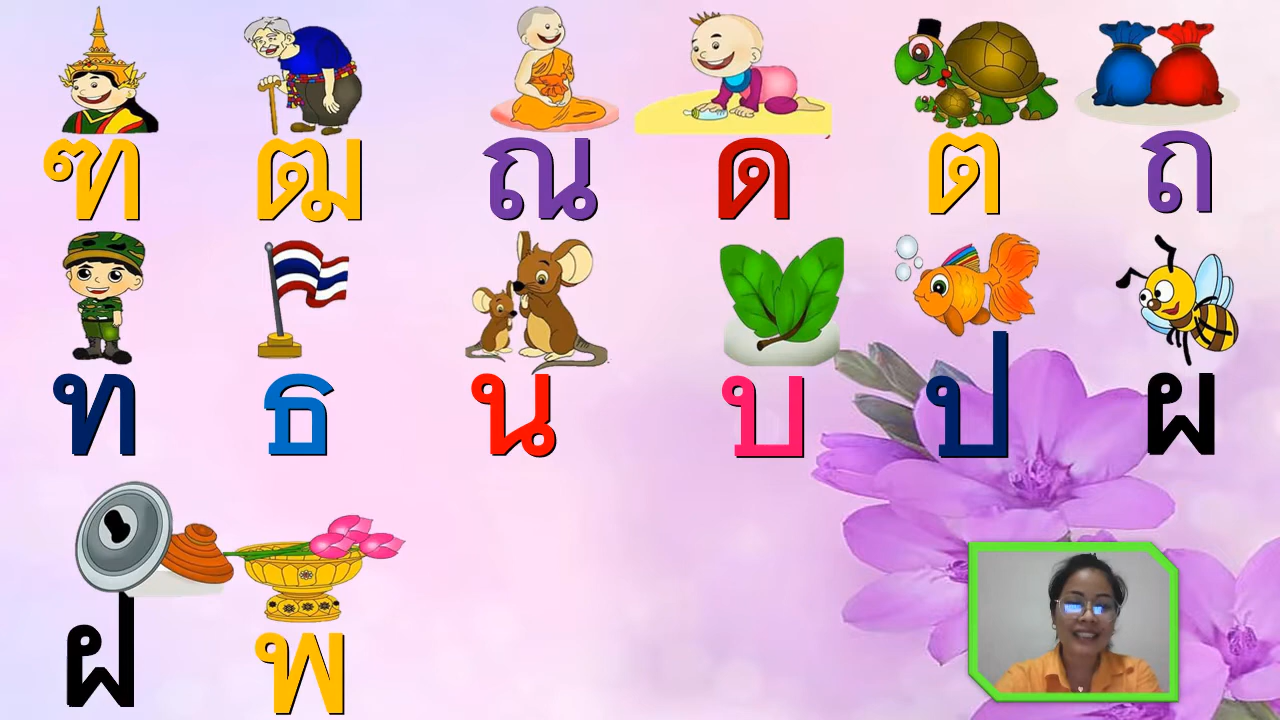 ฑ ฒ ณ ด ต ถ
ท ธ น บ ป ผ
ฝ พ